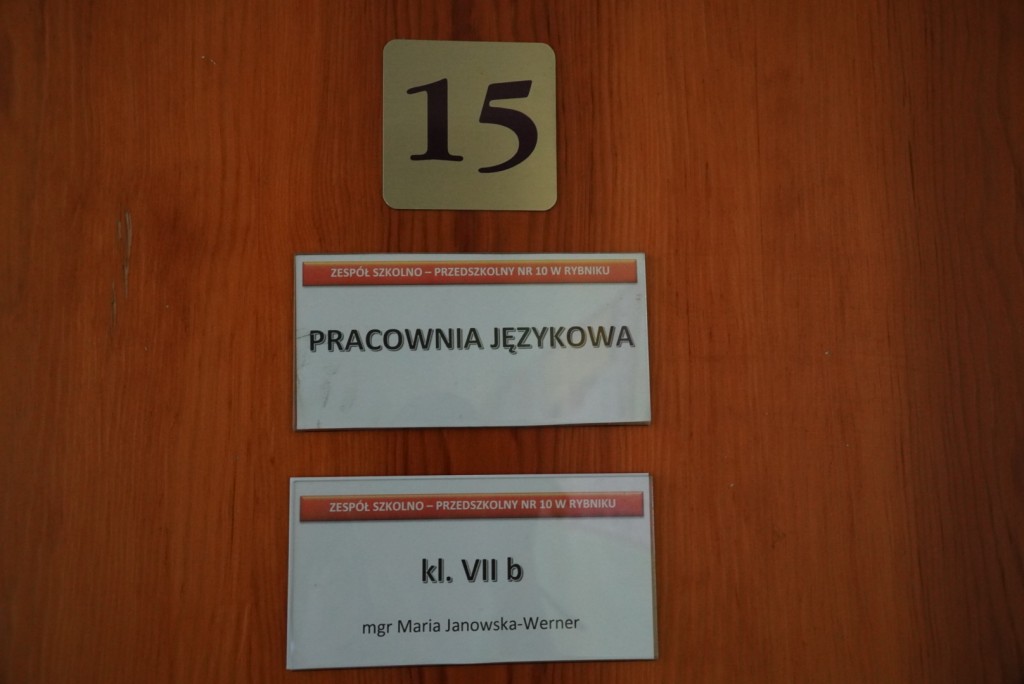 15
ZESPÓŁ SZKOLNO – PRZEDSZKOLNY NR 10 W RYBNIKU
PRACOWNIA JĘZYKOWA
ZESPÓŁ SZKOLNO – PRZEDSZKOLNY NR 10 W RYBNIKU
kl. VII b
mgr Maria Janowska-Werner